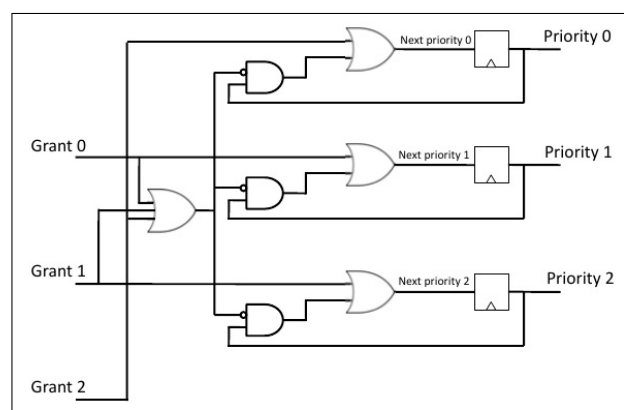 Next priority 0
Priority 0
Grant 0
Next priority 1
Priority 1
Grant 1
Next priority 2
Priority 2
Grant 2